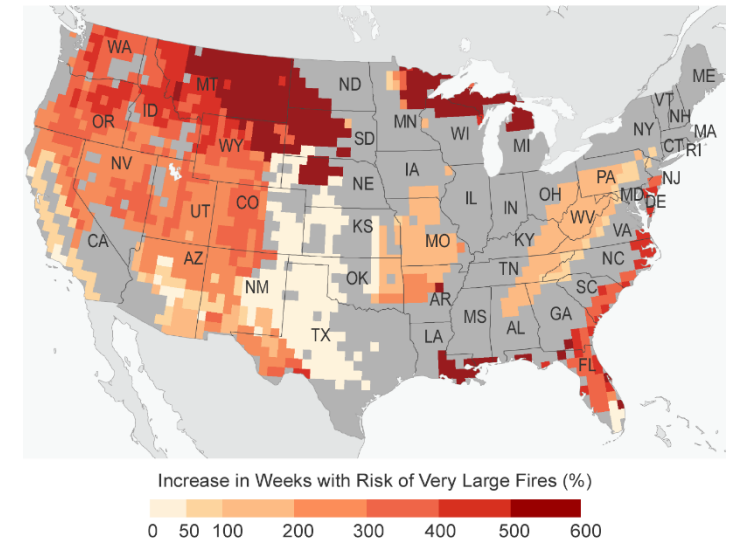 WA
MT
ND
ME
OR
ID
MN
VT
NH
SD
WI
NY
MA
WY
MI
CT
RI
NV
IA
PA
NJ
NE
OH
MD
DE
UT
CO
IL
IN
WV
CA
KS
MO
KY
VA
AZ
NM
OK
TN
NC
AR
SC
TX
LA
MS
AL
GA
FL
Increase in Weeks with Risk of Very Large Fires (%)
0 50 100 200 300 400 500 600